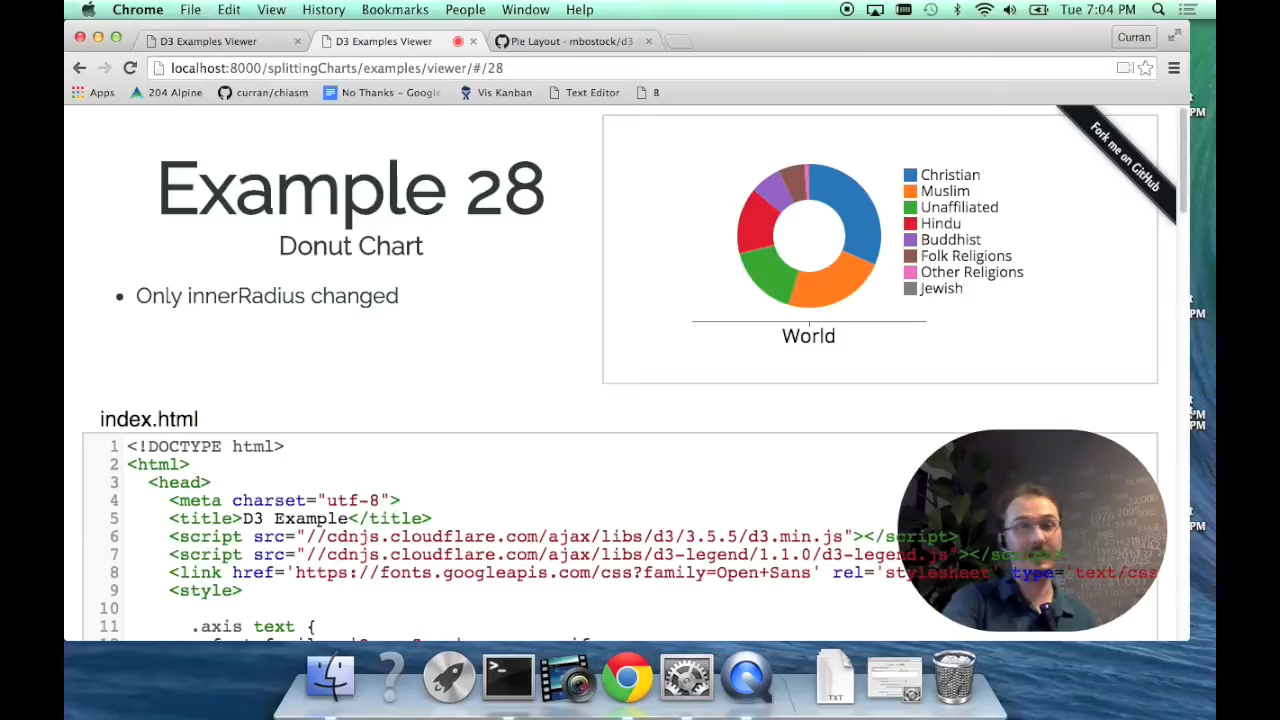 Chrome File Edit View History Bookmarks People Window Help Tue 7:04 PM
D3 Examples Viewer D3 Examples Viewer Pie Layout · mbostock/d3 Curran
localhost:8000/splittingCharts/examples/viewer/#/28
Apps 204 Alpine curran/chiasm No Thanks – Google Vis Kanban Text Editor B
Fork me on GitHub
Example 28
Donut Chart
• Only innerRadius changed
Christian
Muslim
Unaffiliated
Hindu
Buddhist
Folk Religions
Other Religions
Jewish
World
index.html
1 <!DOCTYPE html>
2 <html>
3 <head>
4 <meta charset="utf-8">
5 <title>D3 Example</title>
6 <script src="//cdnjs.cloudflare.com/ajax/libs/d3/3.5.5/d3.min.js"></script>
7 <script src="//cdnjs.cloudflare.com/ajax/libs/d3-legend/1.1.0/d3-legend.js"></script>
8 <link href='https://fonts.googleapis.com/css?family=Open+Sans' rel='stylesheet' type='text/css
9 <style>
10
11 .axis text {
TXT